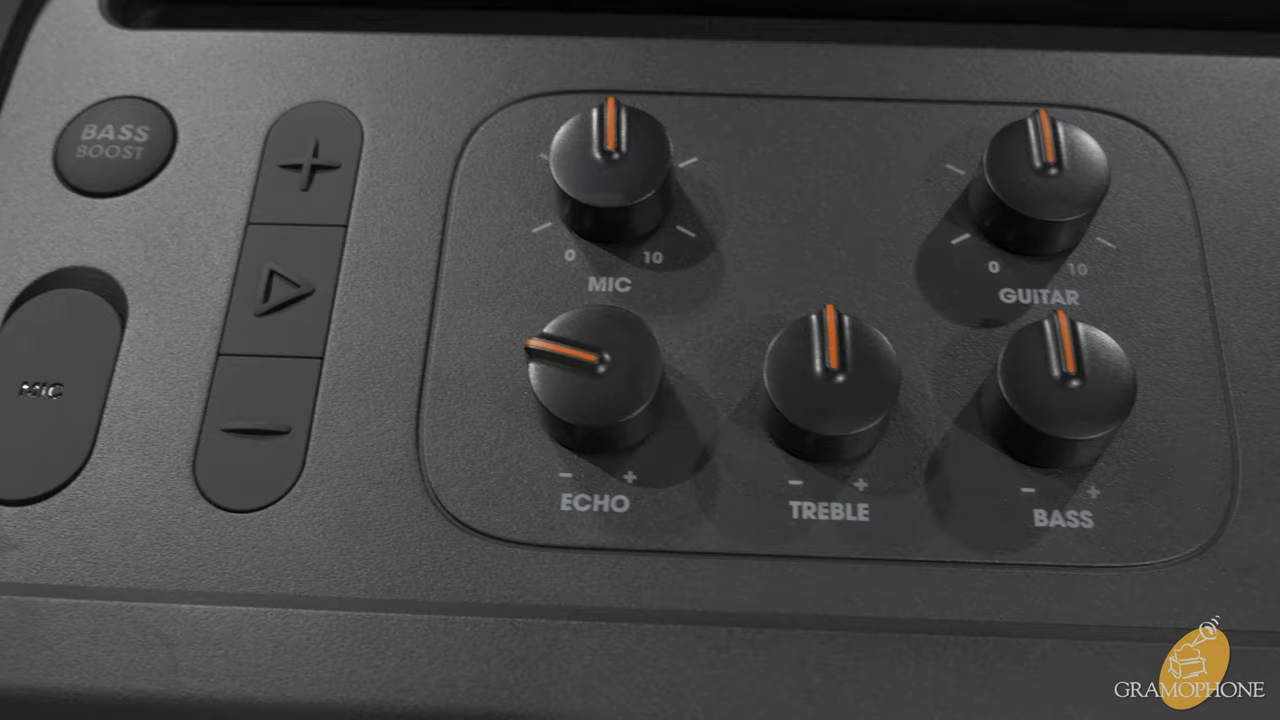 BASS
BOOST
MIC
0 10
MIC
0 10
GUITAR
- +
ECHO
- +
TREBLE
- +
BASS
GRAMOPHONE